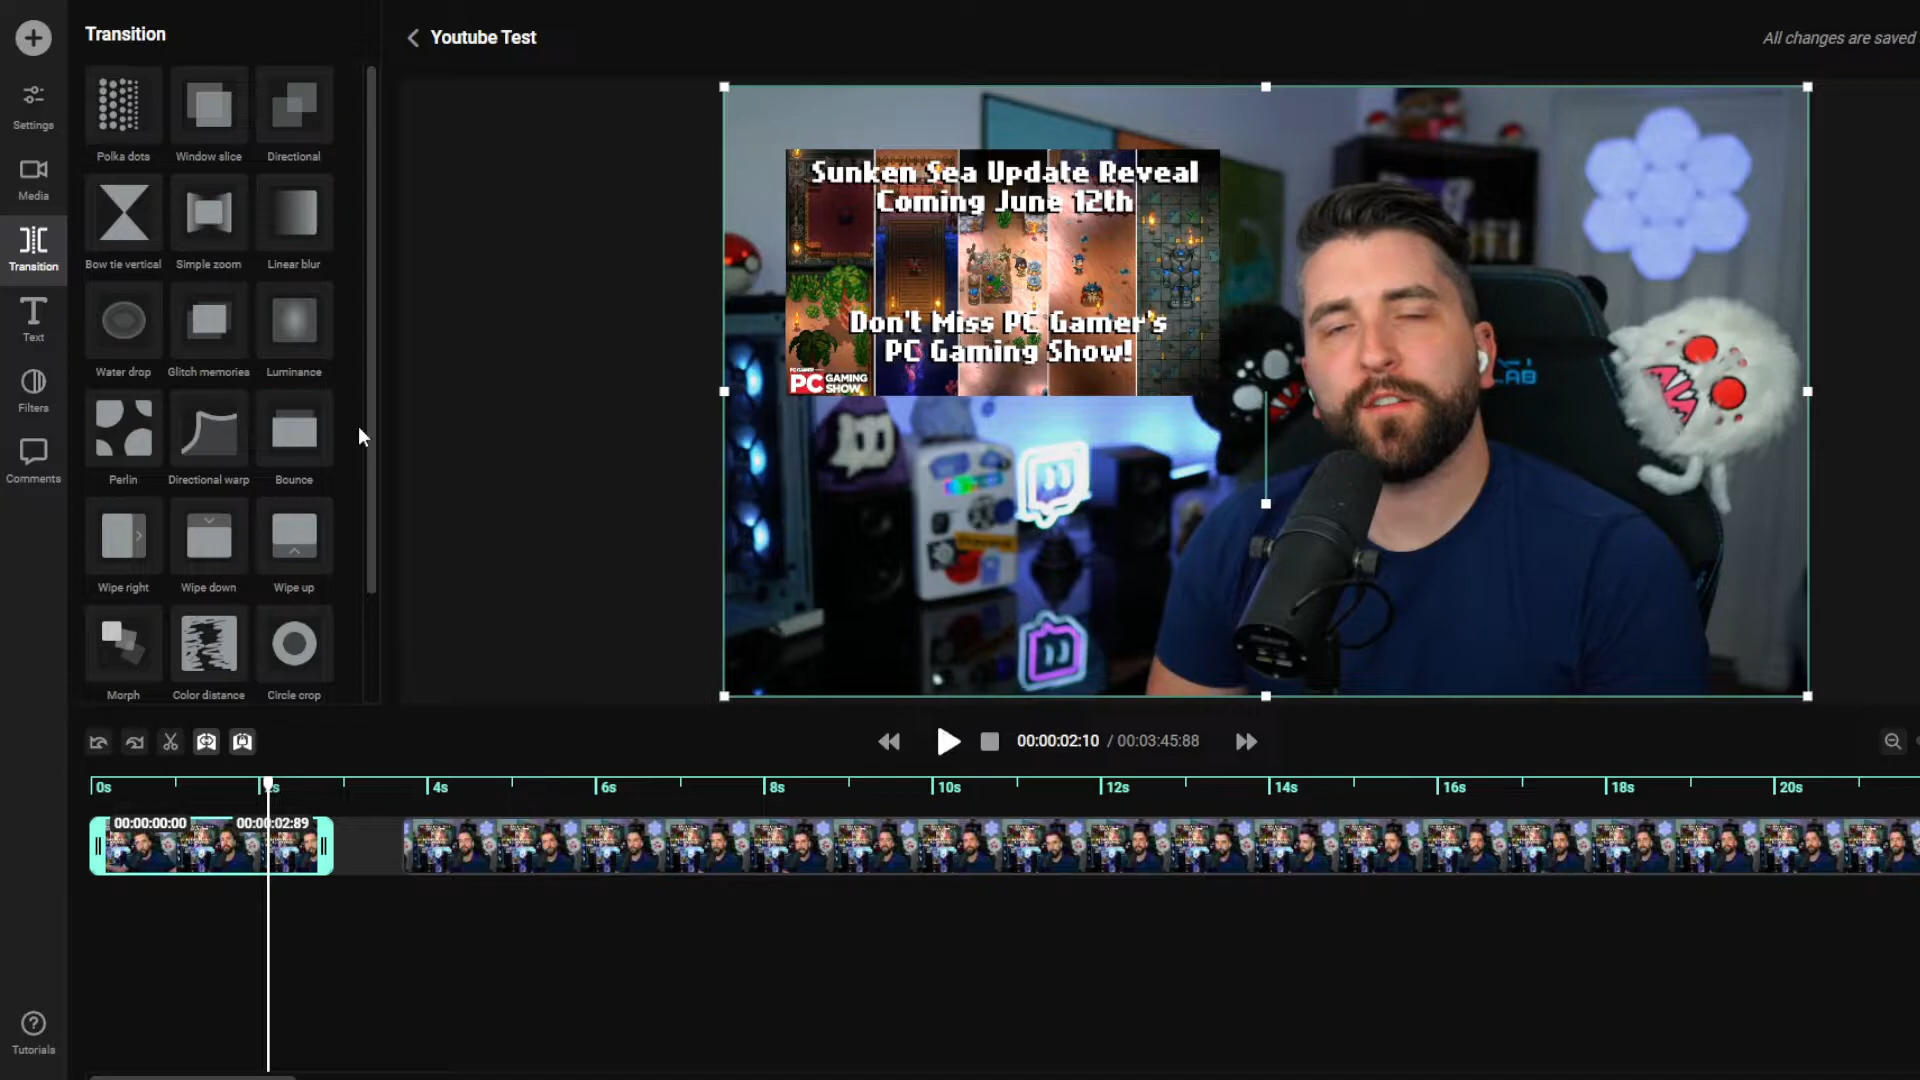 Transition
Youtube Test
All changes are saved
Settings
Media
Transition
Text
Filters
Comments
Tutorials
Polka dots
Window slice
Directional
Bow tie vertical
Simple zoom
Linear blur
Water drop
Glitch memories
Luminance
Perlin
Directional warp
Bounce
Wipe right
Wipe down
Wipe up
Morph
Color distance
Circle crop
Sunken Sea Update Reveal
Coming June 12th
Don't Miss PC Gamer's
PC Gaming Show!
PC GAMER
PC GAMING
SHOW
LAB
00:00:02:10 / 00:03:45:88
0s
4s
6s
8s
10s
12s
14s
16s
18s
20s
00:00:00:00
00:00:02:89